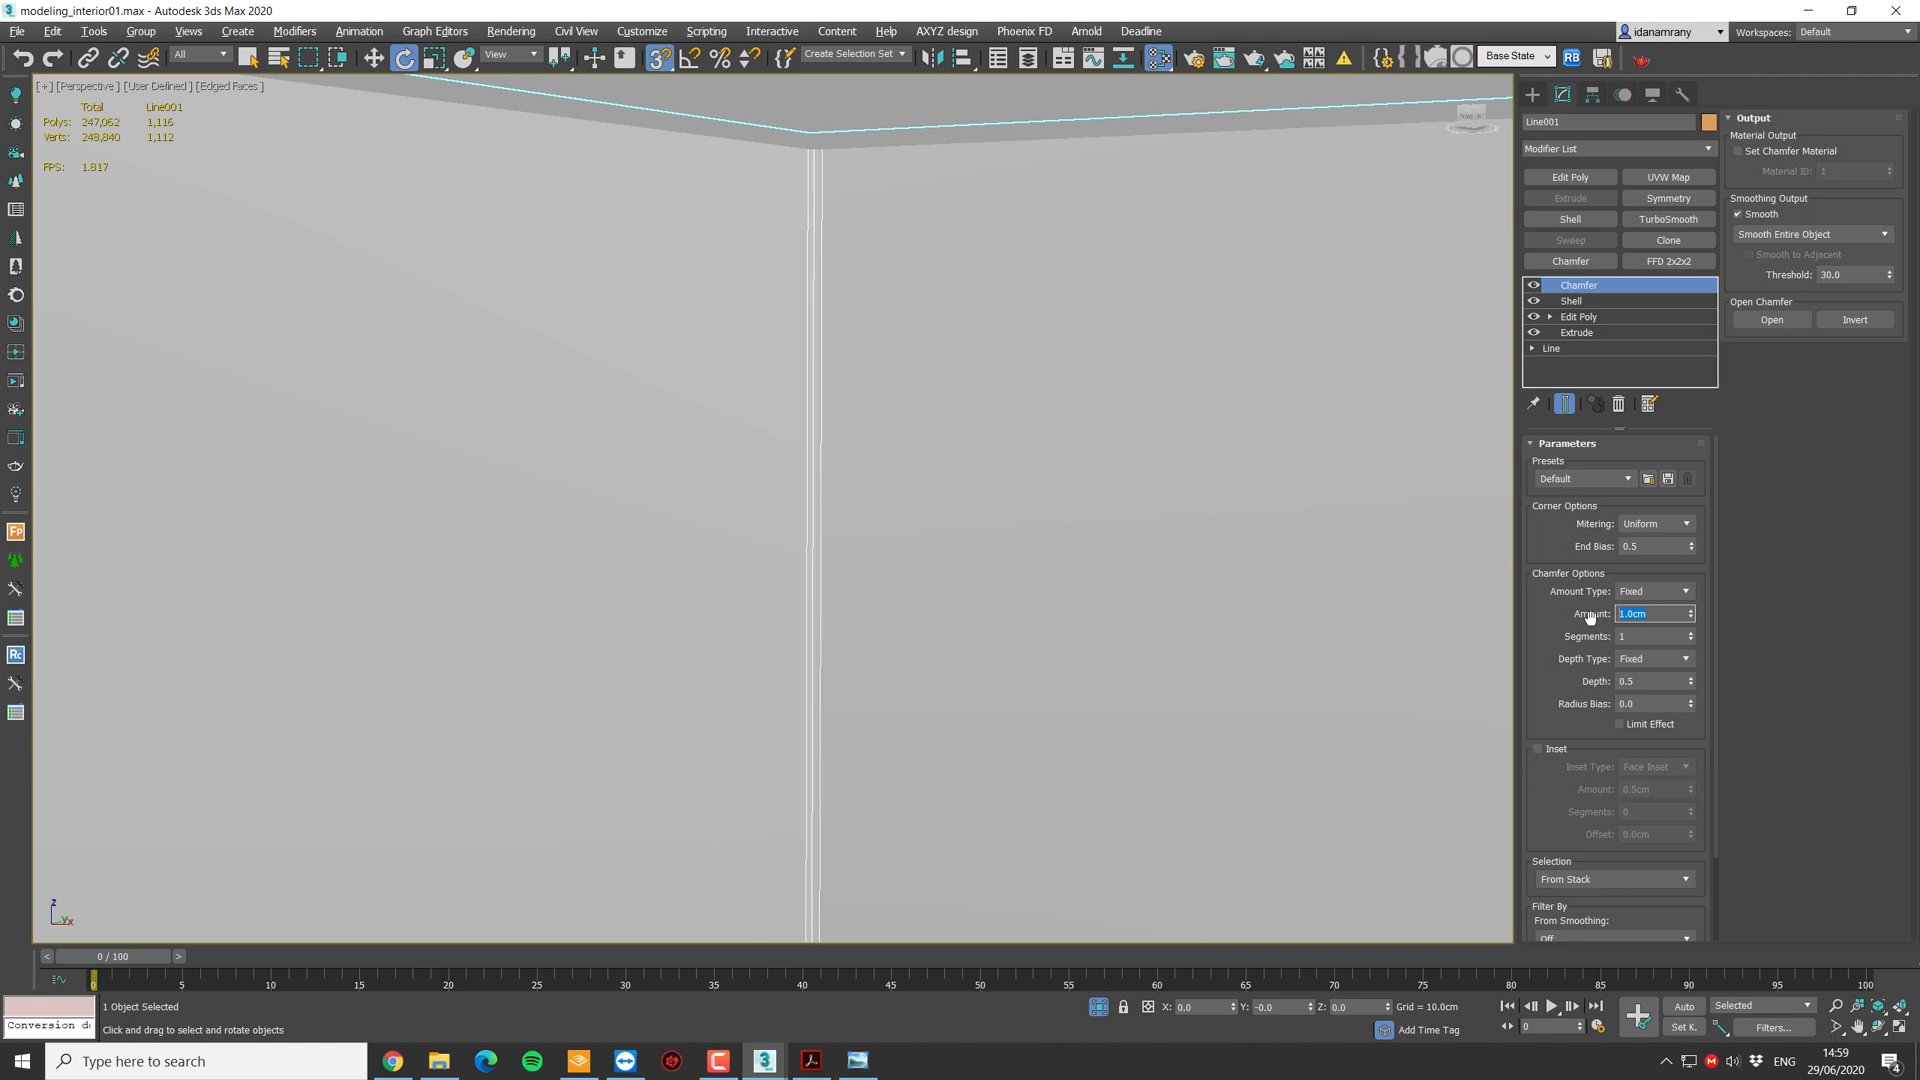 modeling_interior01.max - Autodesk 3ds Max 2020
File Edit Tools Group Views Create Modifiers Animation Graph Editors Rendering Civil View Customize Scripting Interactive Content Help AXYZ design Phoenix FD Arnold Deadline
idanamrany Workspaces: Default
All View Create Selection Set Base State RB
[+] [Perspective] [User Defined] [Edged Faces]
Total Line001
Polys: 247,062 1,116
Verts: 248,840 1,112
FPS: 1.817
Line001
Modifier List
Edit Poly UVW Map
Extrude Symmetry
Shell TurboSmooth
Sweep Clone
Chamfer FFD 2x2x2
Chamfer
Shell
Edit Poly
Extrude
Line
Parameters
Presets
Default
Corner Options
Mitering: Uniform
End Bias: 0.5
Chamfer Options
Amount Type: Fixed
Amount: 1.0cm
Segments: 1
Depth Type: Fixed
Depth: 0.5
Radius Bias: 0.0
Limit Effect
Inset
Inset Type: Face Inset
Amount: 0.5cm
Segments: 0
Offset: 0.0cm
Selection
From Stack
Filter By
From Smoothing:
Off
Output
Material Output
Set Chamfer Material
Material ID: 1
Smoothing Output
Smooth
Smooth Entire Object
Smooth to Adjacent
Threshold: 30.0
Open Chamfer
Open Invert
Fp
Rc
z
y x
< 0 / 100 >
0 5 10 15 20 25 30 35 40 45 50 55 60 65 70 75 80 85 90 95 100
1 Object Selected
X: 0.0 Y: -0.0 Z: 0.0 Grid = 10.0cm
Auto Selected
Conversion
Click and drag to select and rotate objects
Add Time Tag
0
Set K. Filters...
Type here to search
ENG
14:59
29/06/2020
4